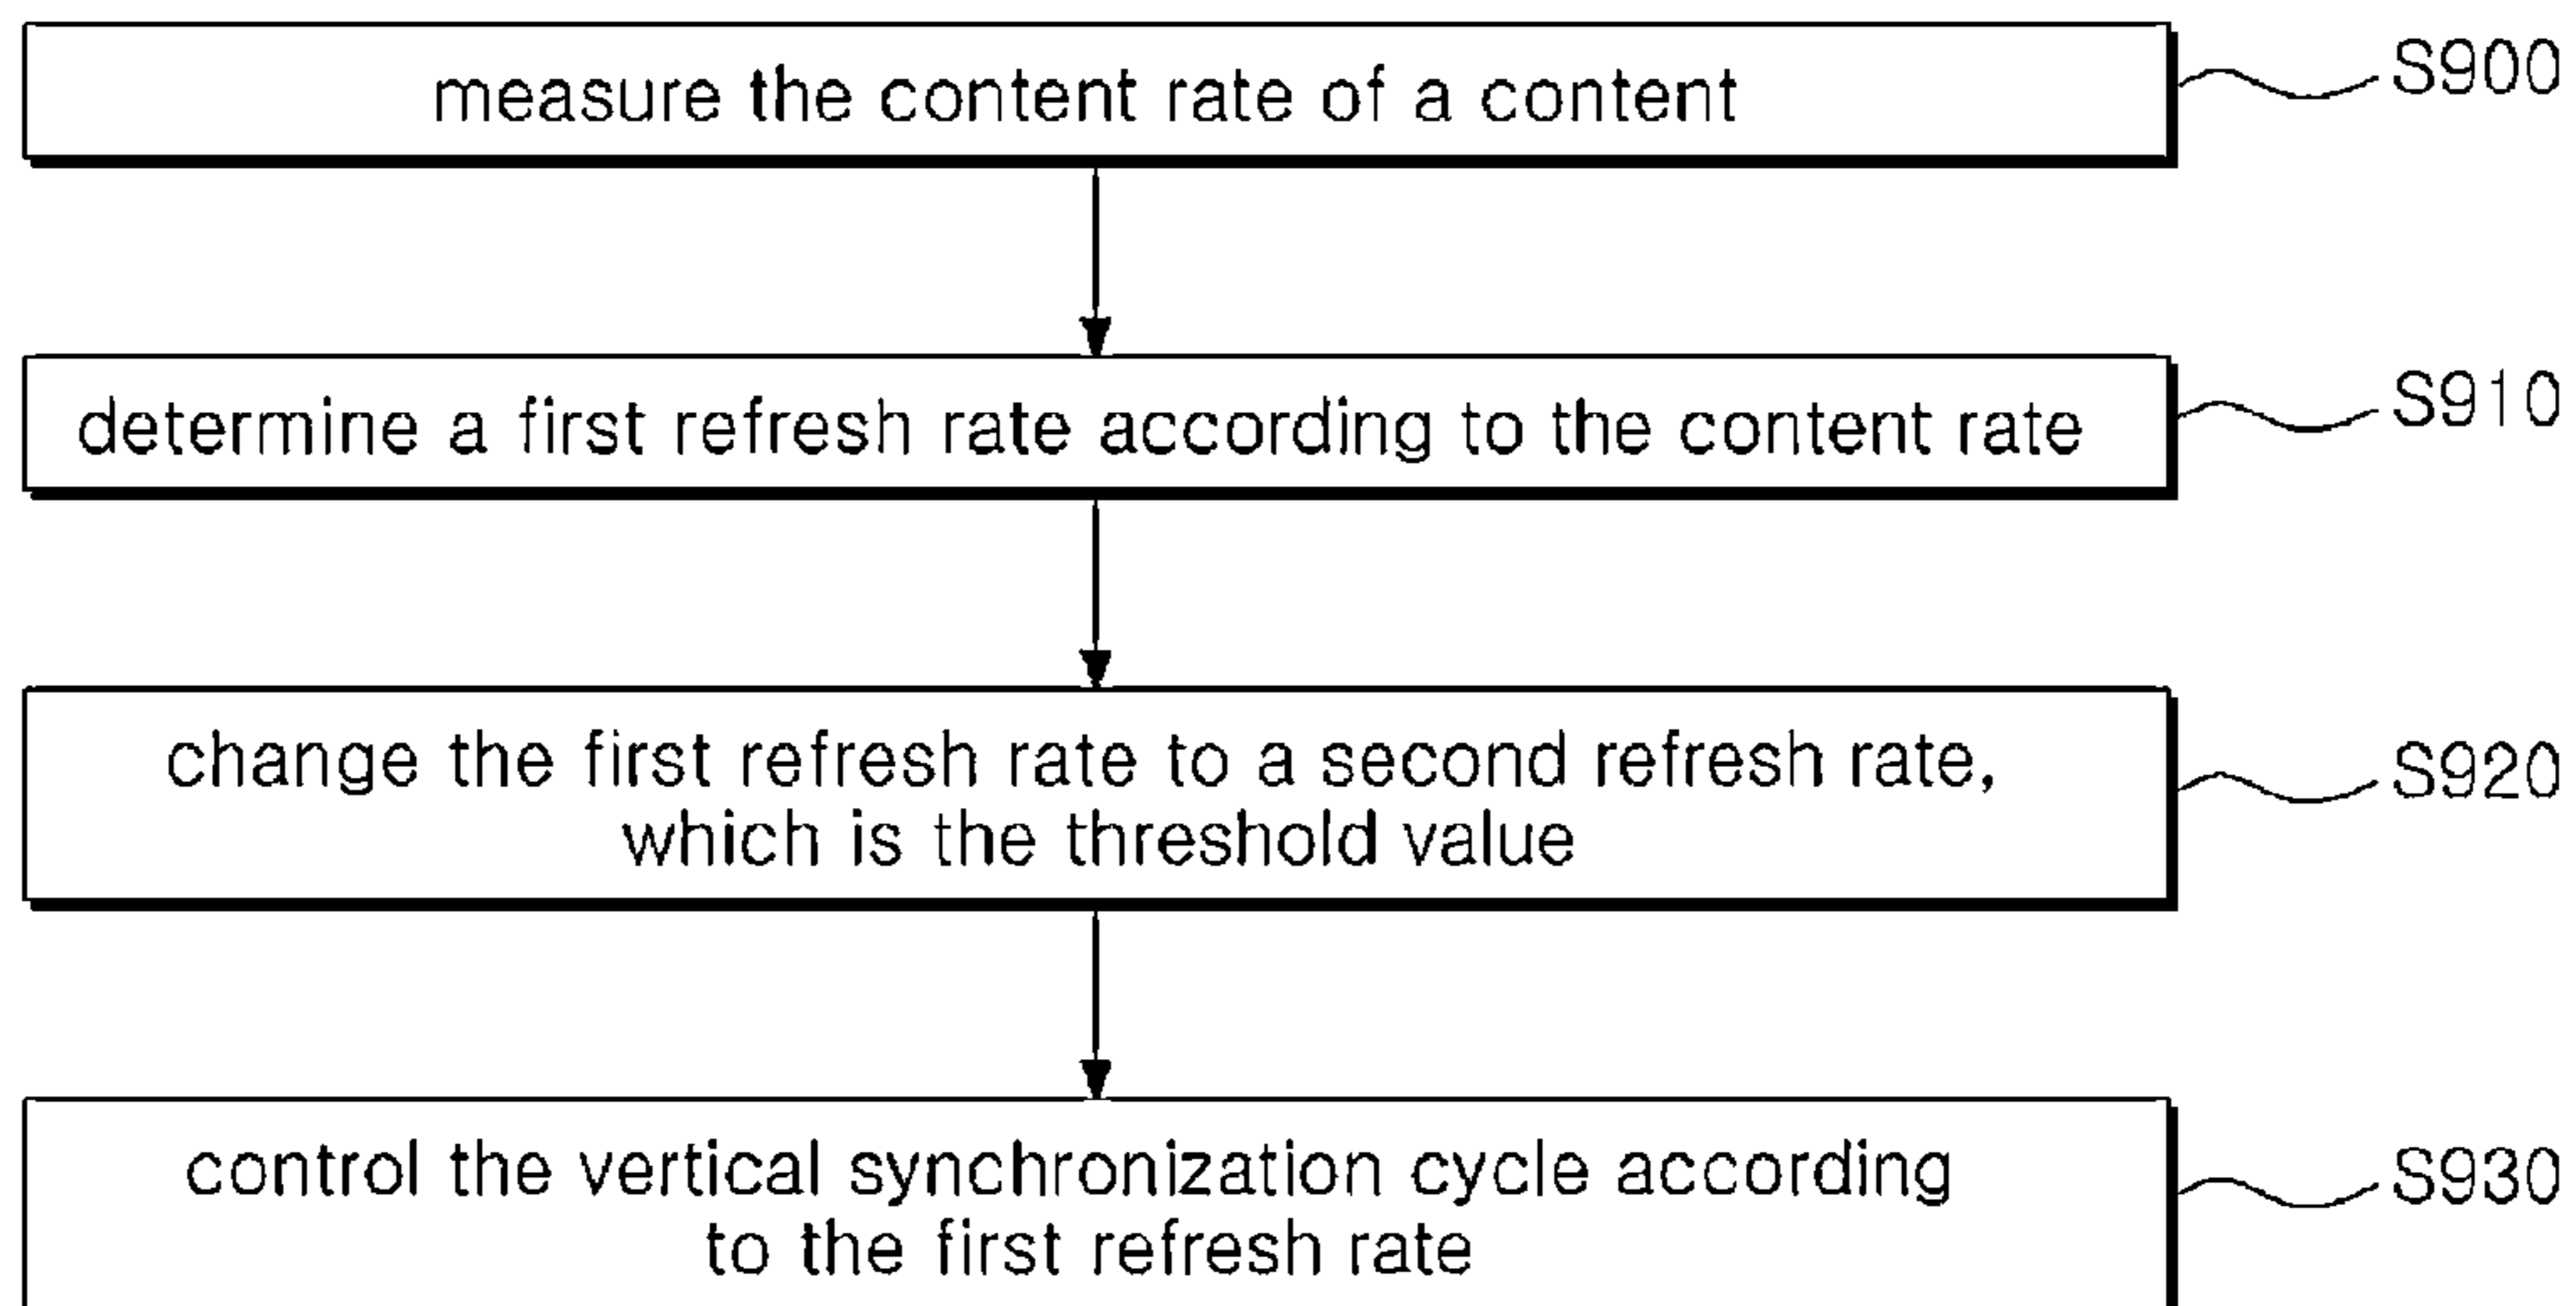 measure the content rate of a content
S900
determine a first refresh rate according to the content rate
S910
change the first refresh rate to a second refresh rate,
which is the threshold value
S920
control the vertical synchronization cycle according
to the first refresh rate
S930